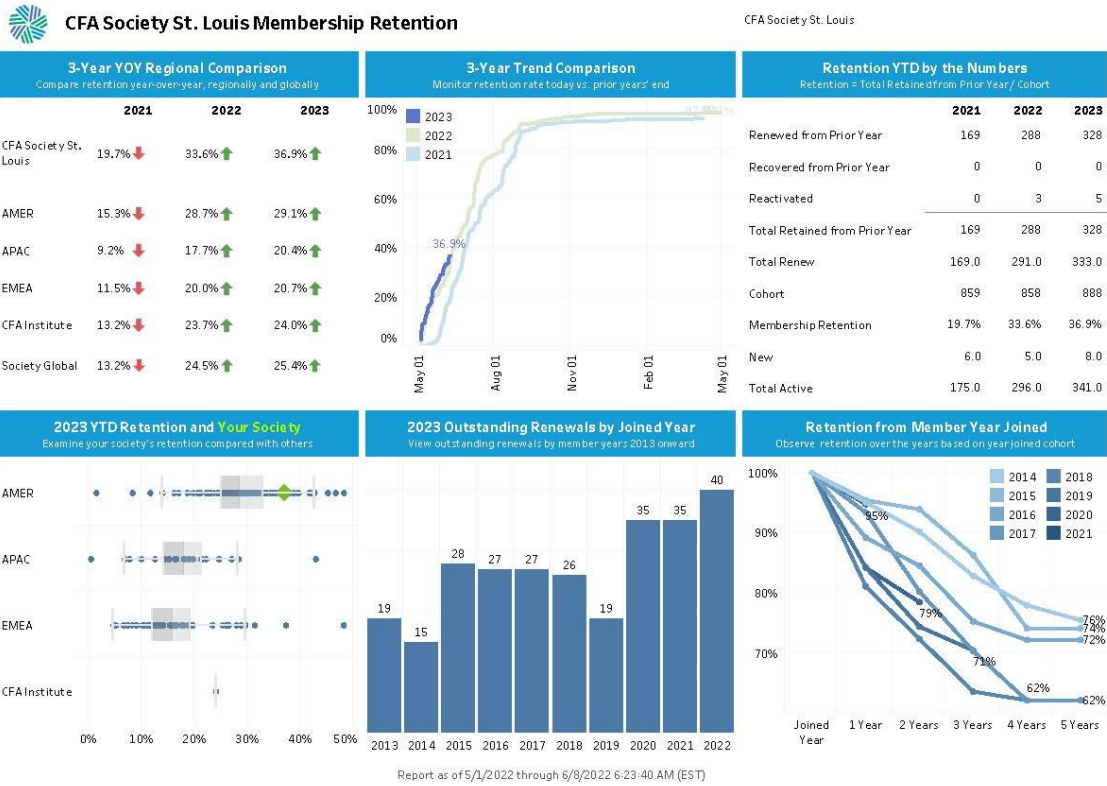 CFA Society St. Louis Membership Retention
CFA Society St. Louis
3-Year YOY Regional Comparison
Compare retention year-over-year, regionally and globally
2021 2022 2023
CFA Society St. Louis 19.7% 33.6% 36.9%
AMER 15.3% 28.7% 29.1%
APAC 9.2% 17.7% 20.4%
EMEA 11.5% 20.0% 20.7%
CFA Institute 13.2% 23.7% 24.0%
Society Global 13.2% 24.5% 25.4%
3-Year Trend Comparison
Monitor retention rate today vs. prior years' end
100%
80%
60%
40%
20%
0%
2023
2022
2021
36.9%
May 01 Aug 01 Nov 01 Feb 01 May 01
Retention YTD by the Numbers
Retention = Total Retained from Prior Year/ Cohort
2021 2022 2023
Renewed from Prior Year 169 288 328
Recovered from Prior Year 0 0 0
Reactivated 0 3 5
Total Retained from Prior Year 169 288 328
Total Renew 169.0 291.0 333.0
Cohort 859 858 888
Membership Retention 19.7% 33.6% 36.9%
New 6.0 5.0 8.0
Total Active 175.0 296.0 341.0
2023 YTD Retention and Your Society
Examine your society's retention compared with others
AMER
APAC
EMEA
CFA Institute
0% 10% 20% 30% 40% 50%
2023 Outstanding Renewals by Joined Year
View outstanding renewals by member years 2013 onward
19 15 28 27 27 26 19 35 35 40
2013 2014 2015 2016 2017 2018 2019 2020 2021 2022
Retention from Member Year Joined
Observe retention over the years based on year joined cohort
100%
90%
80%
70%
2014 2018
2015 2019
2016 2020
2017 2021
95%
79%
71%
62%
76%
74%
72%
62%
Joined Year 1 Year 2 Years 3 Years 4 Years 5 Years
Report as of 5/1/2022 through 6/8/2022 6:23:40 AM (EST)